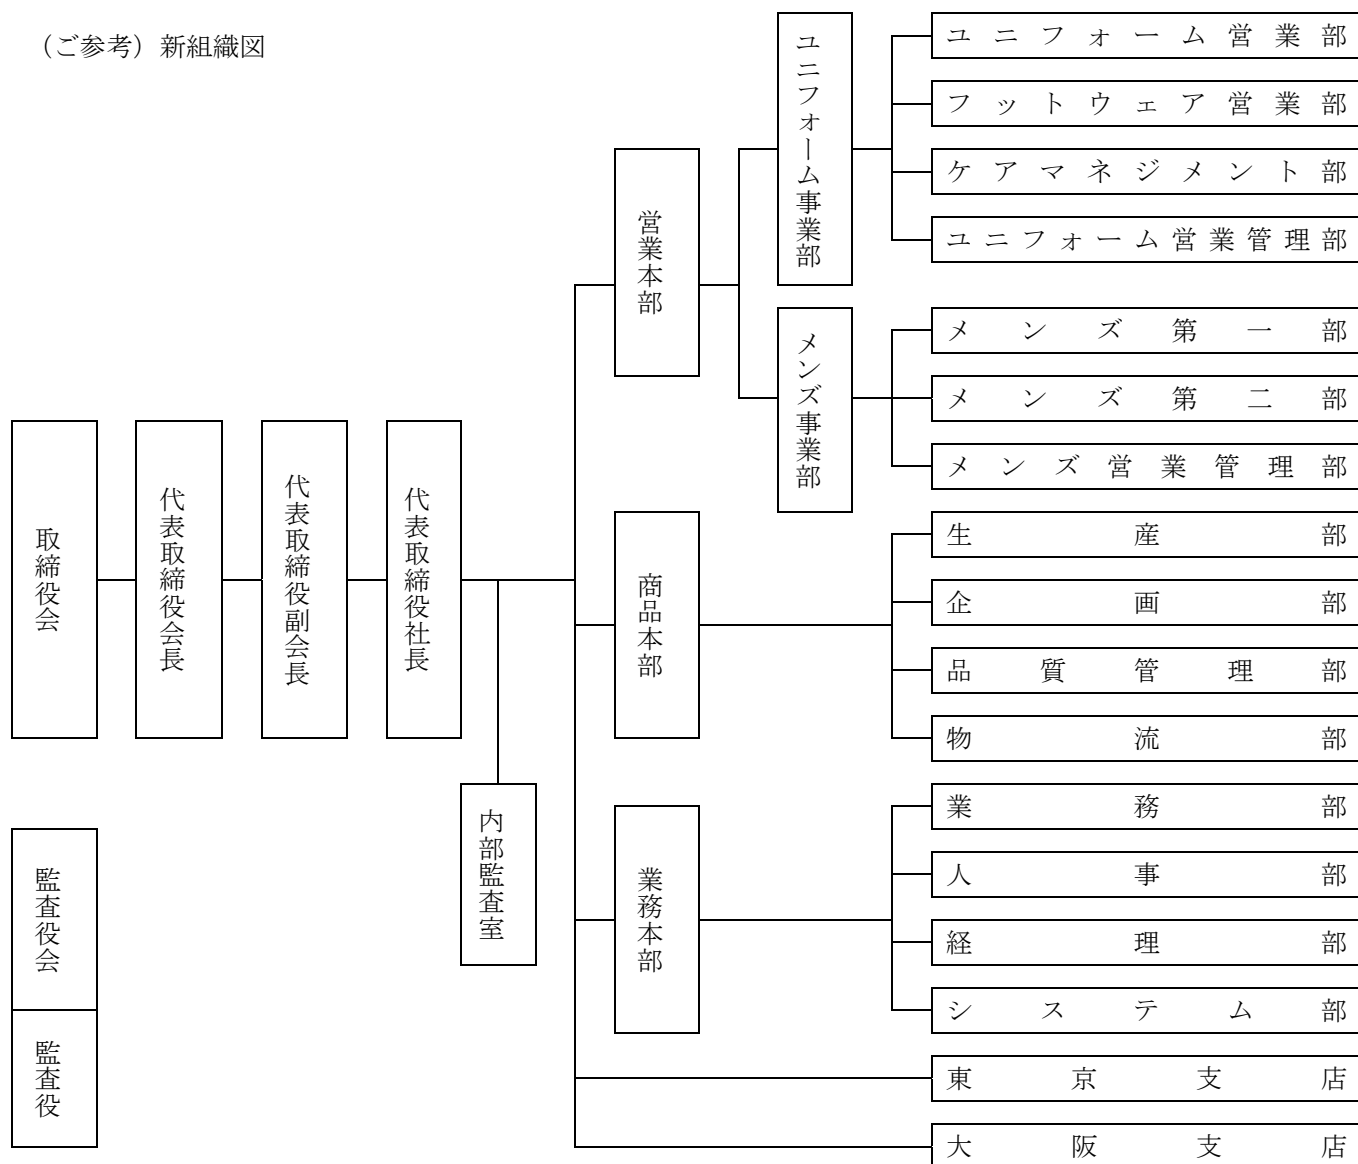 （ご参考）新組織図
取締役会
代表取締役会長
代表取締役副会長
代表取締役社長
内部監査室
監査役会
監査役
営業本部
ユニフォーム事業部
ユニフォーム営業部
フットウェア営業部
ケアマネジメント部
ユニフォーム営業管理部
メンズ事業部
メンズ第一部
メンズ第二部
メンズ営業管理部
商品本部
生産部
企画部
品質管理部
物流部
業務本部
業務部
人事部
経理部
システム部
東京支店
大阪支店